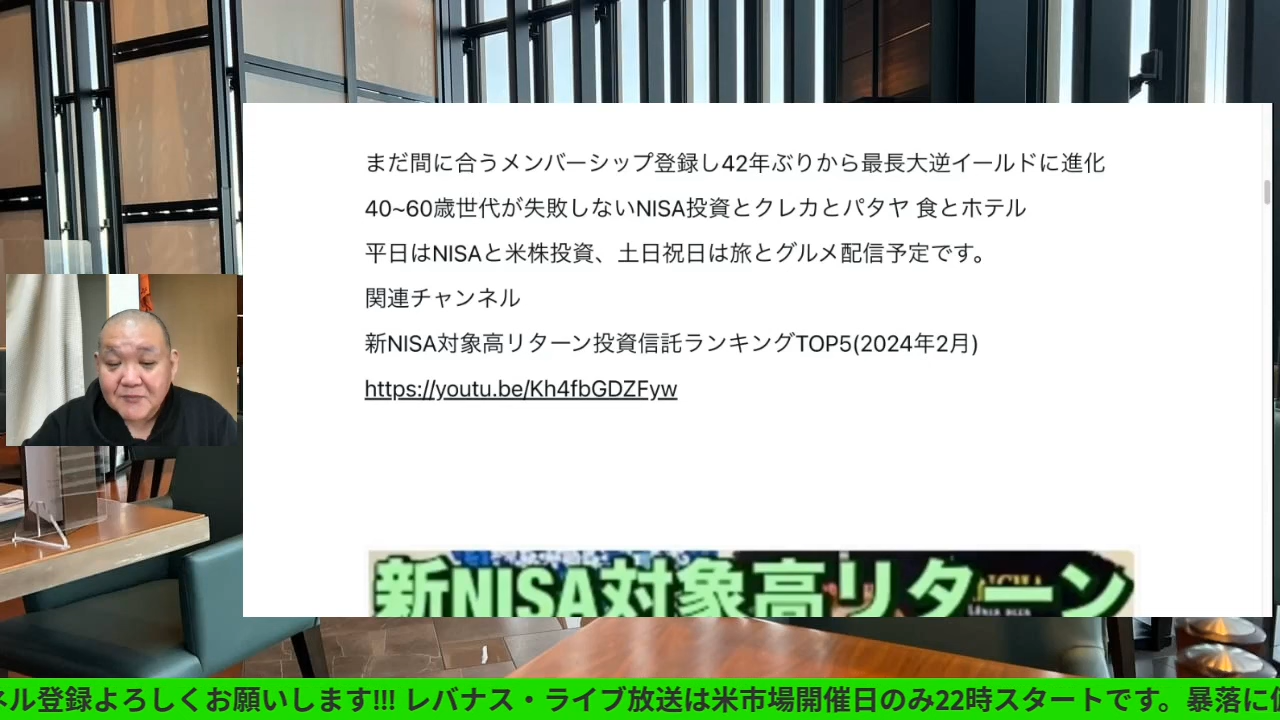 まだ間に合うメンバーシップ登録し42年ぶりから最長大逆イールドに進化
40~60歳世代が失敗しないNISA投資とクレカとパタヤ 食とホテル
平日はNISAと米株投資、土日祝日は旅とグルメ配信予定です。
関連チャンネル
新NISA対象高リターン投資信託ランキングTOP5(2024年2月)
https://youtu.be/Kh4fbGDZFyw
新NISA対象高リターン
ネル登録よろしくお願いします!!! レバナス・ライブ放送は米市場開催日のみ22時スタートです。暴落に